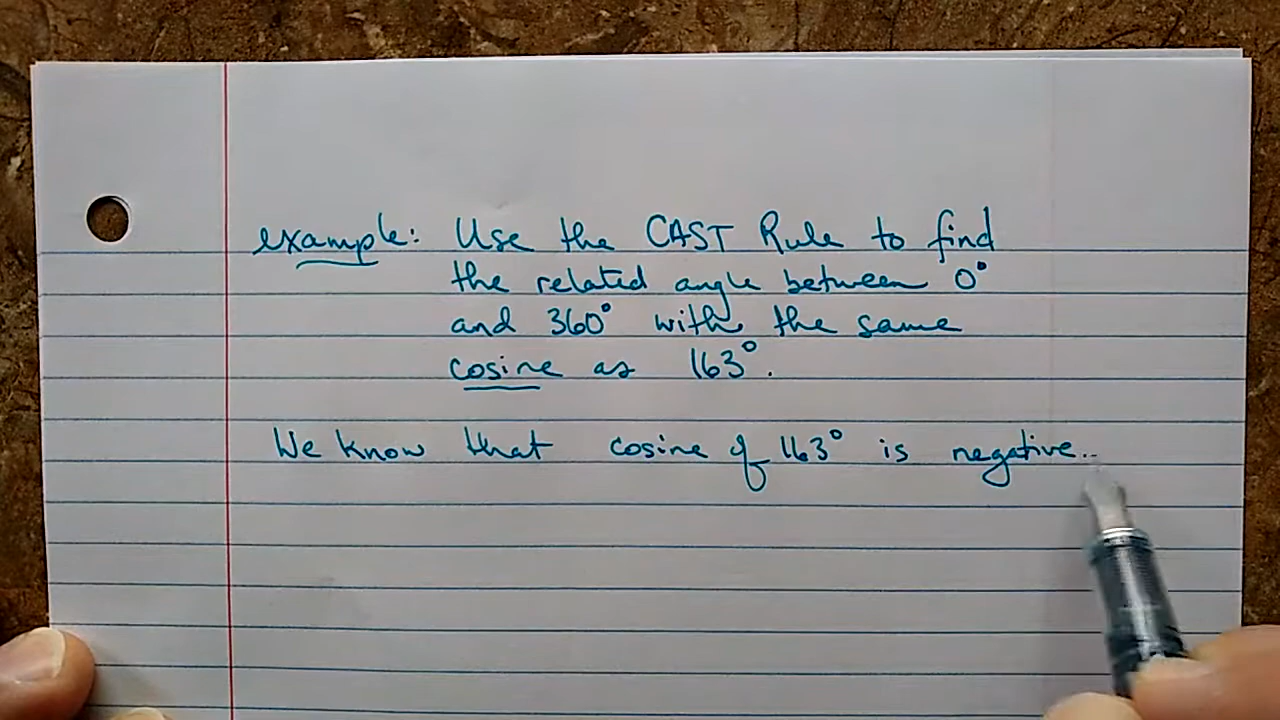 example: Use the CAST Rule to find
the related angle between 0°
and 360° with the same
cosine as 163°.
We know that cosine of 163° is negative..